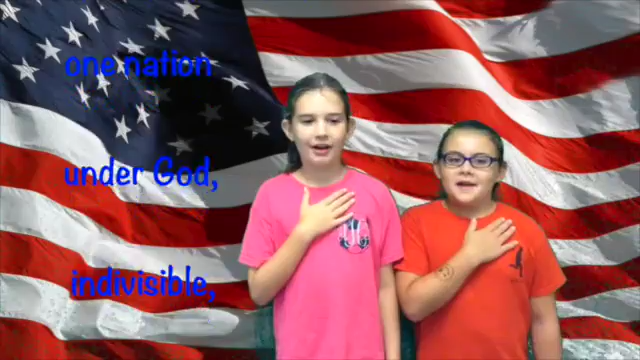 one nation
under God,
indivisible,